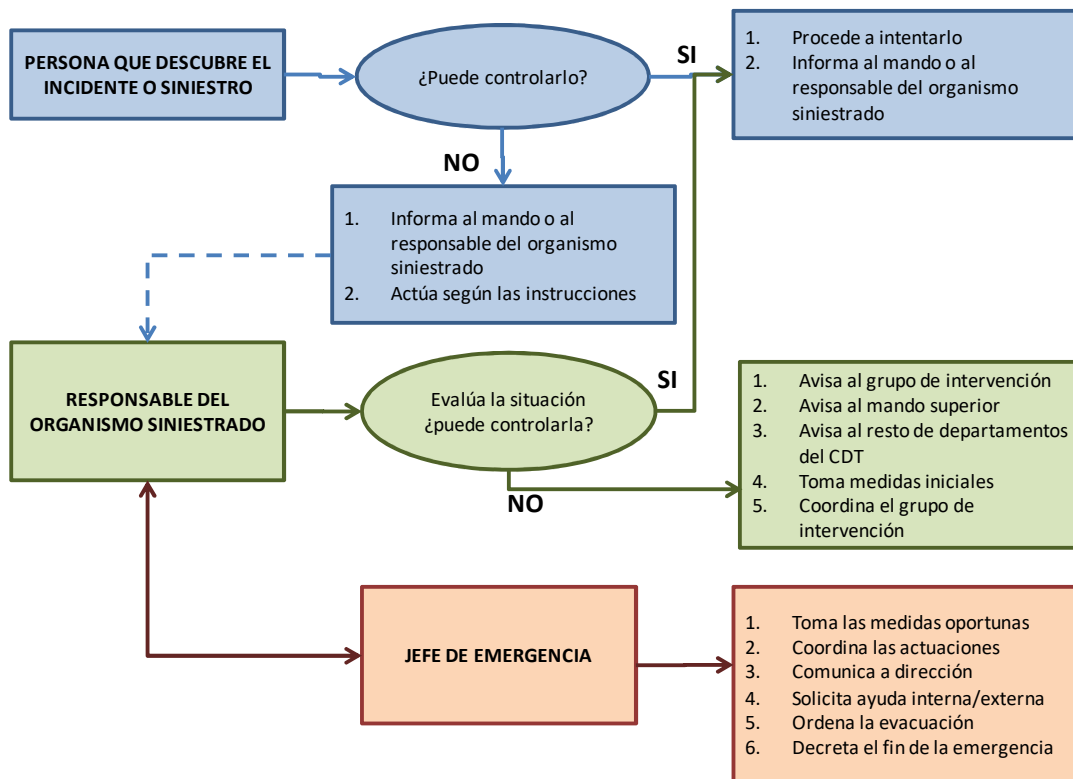 PERSONA QUE DESCUBRE EL
INCIDENTE O SINIESTRO
¿Puede controlarlo?
SI
1. Procede a intentarlo
2. Informa al mando o al
responsable del organismo
siniestrado
NO
1. Informa al mando o al
responsable del organismo
siniestrado
2. Actúa según las instrucciones
RESPONSABLE DEL
ORGANISMO SINIESTRADO
Evalúa la situación
¿puede controlarla?
SI
NO
1. Avisa al grupo de intervención
2. Avisa al mando superior
3. Avisa al resto de departamentos
del CDT
4. Toma medidas iniciales
5. Coordina el grupo de
intervención
JEFE DE EMERGENCIA
1. Toma las medidas oportunas
2. Coordina las actuaciones
3. Comunica a dirección
4. Solicita ayuda interna/externa
5. Ordena la evacuación
6. Decreta el fin de la emergencia